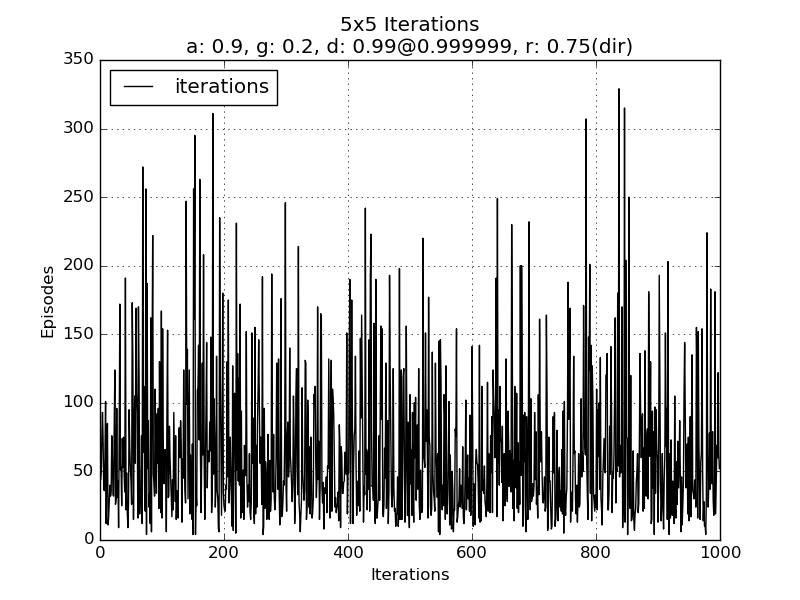 5x5 Iterations
a: 0.9, g: 0.2, d: 0.99@0.999999, r: 0.75(dir)
350
iterations
300
250
200
Episodes
150
100
50
0
0 200 400 600 800 1000
Iterations